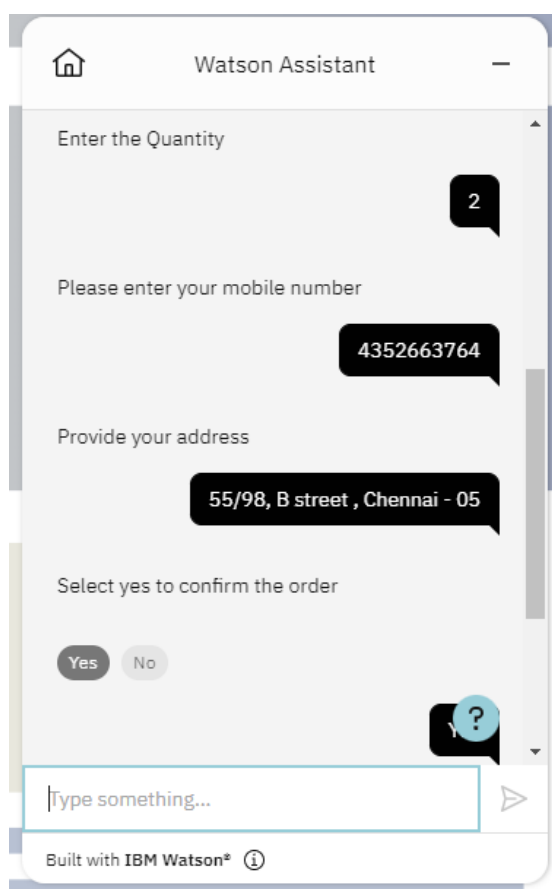 Watson Assistant
Enter the Quantity
2
Please enter your mobile number
4352663764
Provide your address
55/98, B street , Chennai - 05
Select yes to confirm the order
Yes No
?
Type something...
Built with IBM Watson®